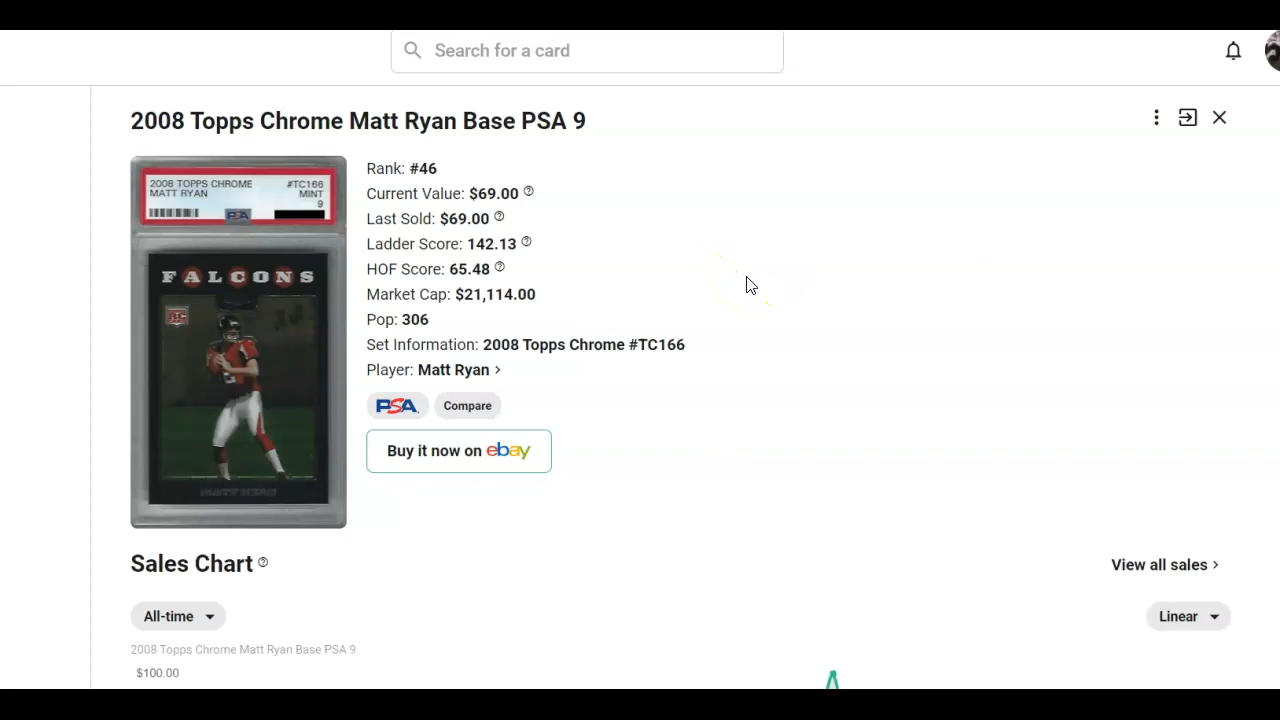 Search for a card
2008 Topps Chrome Matt Ryan Base PSA 9
2008 TOPPS CHROME #TC166
MATT RYAN MINT
9
PSA
FALCONS
RC
MATT RYAN
Rank: #46
Current Value: $69.00
Last Sold: $69.00
Ladder Score: 142.13
HOF Score: 65.48
Market Cap: $21,114.00
Pop: 306
Set Information: 2008 Topps Chrome #TC166
Player: Matt Ryan >
PSA Compare
Buy it now on ebay
Sales Chart
View all sales >
All-time
Linear
2008 Topps Chrome Matt Ryan Base PSA 9
$100.00